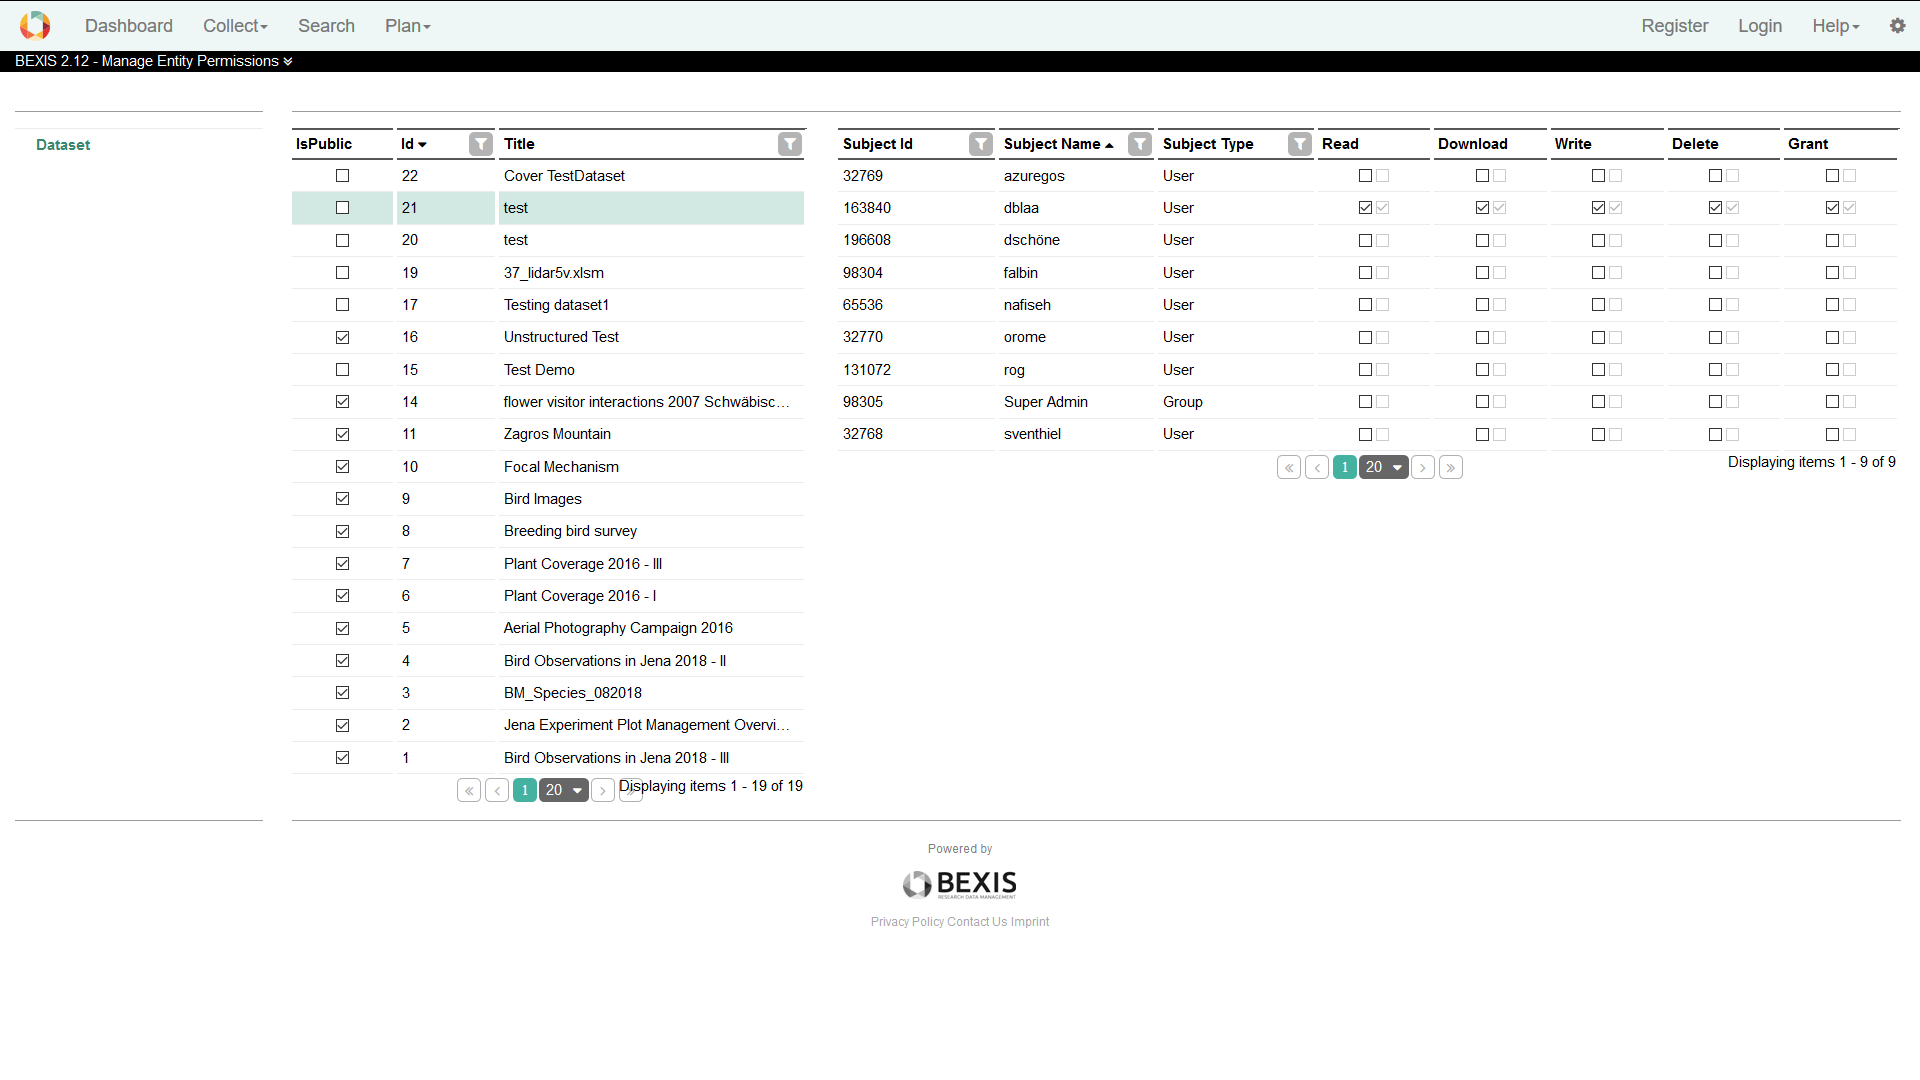 Dashboard Collect Search Plan Register Login Help
BEXIS 2.12 - Manage Entity Permissions
Dataset
IsPublic Id Title
22 Cover TestDataset
21 test
20 test
19 37_lidar5v.xlsm
17 Testing dataset1
16 Unstructured Test
15 Test Demo
14 flower visitor interactions 2007 Schwäbisc...
11 Zagros Mountain
10 Focal Mechanism
9 Bird Images
8 Breeding bird survey
7 Plant Coverage 2016 - III
6 Plant Coverage 2016 - I
5 Aerial Photography Campaign 2016
4 Bird Observations in Jena 2018 - II
3 BM_Species_082018
2 Jena Experiment Plot Management Overvi...
1 Bird Observations in Jena 2018 - III
1 20 Displaying items 1 - 19 of 19
Subject Id Subject Name Subject Type Read Download Write Delete Grant
32769 azuregos User
163840 dblaa User
196608 dschöne User
98304 falbin User
65536 nafiseh User
32770 orome User
131072 rog User
98305 Super Admin Group
32768 sventhiel User
1 20 Displaying items 1 - 9 of 9
Powered by
BEXIS
RESEARCH DATA MANAGEMENT
Privacy Policy Contact Us Imprint